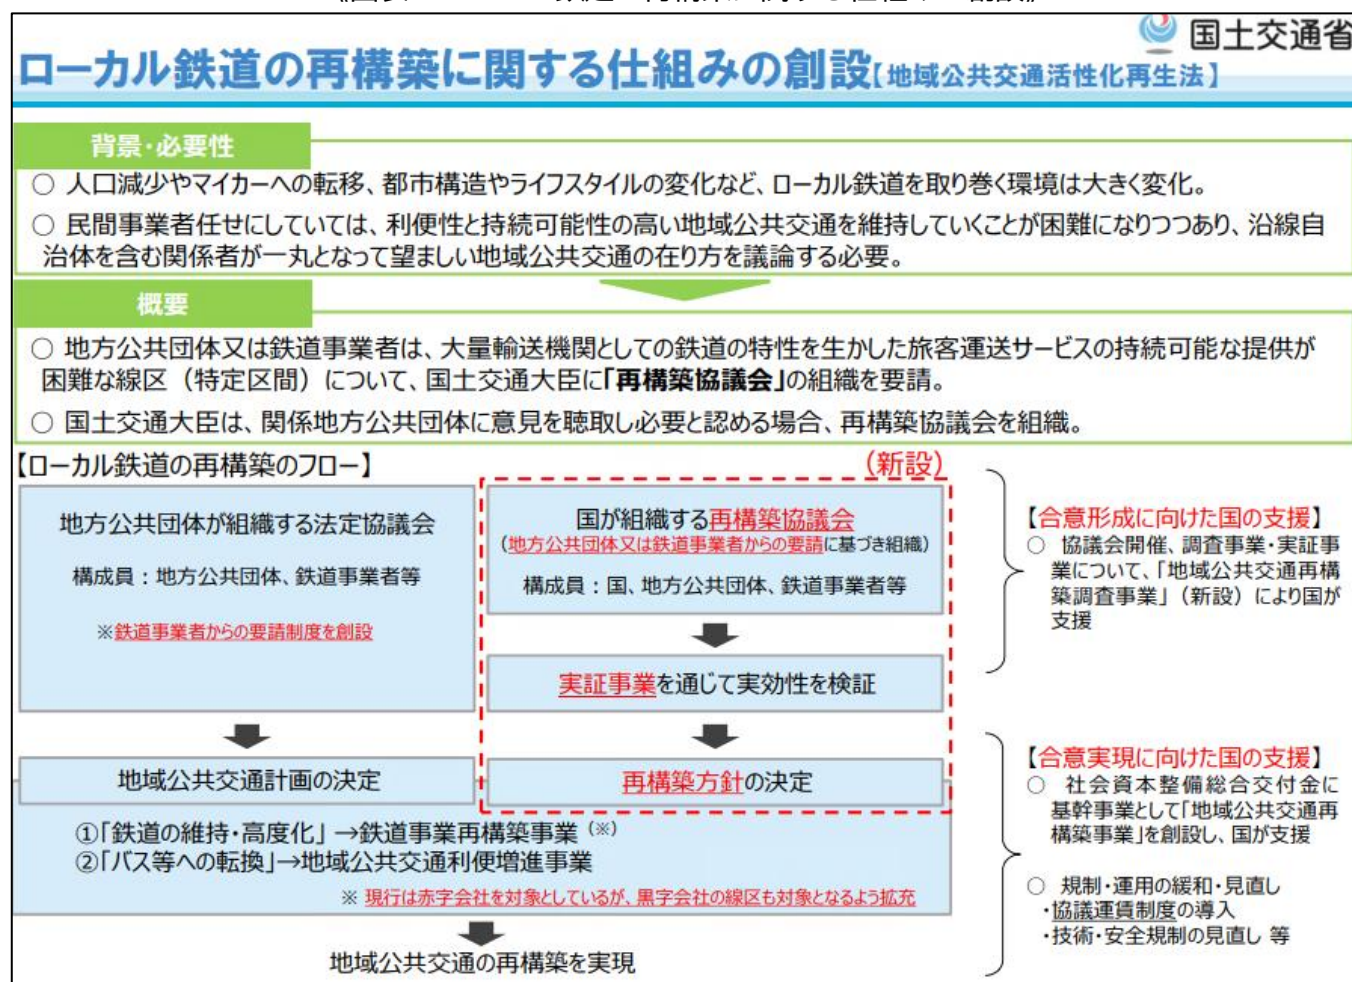 国土交通省
ローカル鉄道の再構築に関する仕組みの創設【地域公共交通活性化再生法】
背景・必要性
○ 人口減少やマイカーへの転移、都市構造やライフスタイルの変化など、ローカル鉄道を取り巻く環境は大きく変化。
○ 民間事業者任せにしていては、利便性と持続可能性の高い地域公共交通を維持していくことが困難になりつつあり、沿線自
治体を含む関係者が一丸となって望ましい地域公共交通の在り方を議論する必要。
概要
○ 地方公共団体又は鉄道事業者は、大量輸送機関としての鉄道の特性を生かした旅客運送サービスの持続可能な提供が
困難な線区（特定区間）について、国土交通大臣に「再構築協議会」の組織を要請。
○ 国土交通大臣は、関係地方公共団体に意見を聴取し必要と認める場合、再構築協議会を組織。
【ローカル鉄道の再構築のフロー】
（新設）
地方公共団体が組織する法定協議会
構成員：地方公共団体、鉄道事業者等
※鉄道事業者からの要請制度を創設
国が組織する再構築協議会
（地方公共団体又は鉄道事業者からの要請に基づき組織）
構成員：国、地方公共団体、鉄道事業者等
実証事業を通じて実効性を検証
地域公共交通計画の決定
再構築方針の決定
①「鉄道の維持・高度化」→鉄道事業再構築事業（※）
②「バス等への転換」→地域公共交通利便増進事業
※ 現行は赤字会社を対象としているが、黒字会社の線区も対象となるよう拡充
地域公共交通の再構築を実現
【合意形成に向けた国の支援】
○ 協議会開催、調査事業・実証事
業について、「地域公共交通再構
築調査事業」（新設）により国が
支援
【合意実現に向けた国の支援】
○ 社会資本整備総合交付金に
基幹事業として「地域公共交通再
構築事業」を創設し、国が支援
○ 規制・運用の緩和・見直し
・協議運賃制度の導入
・技術・安全規制の見直し 等